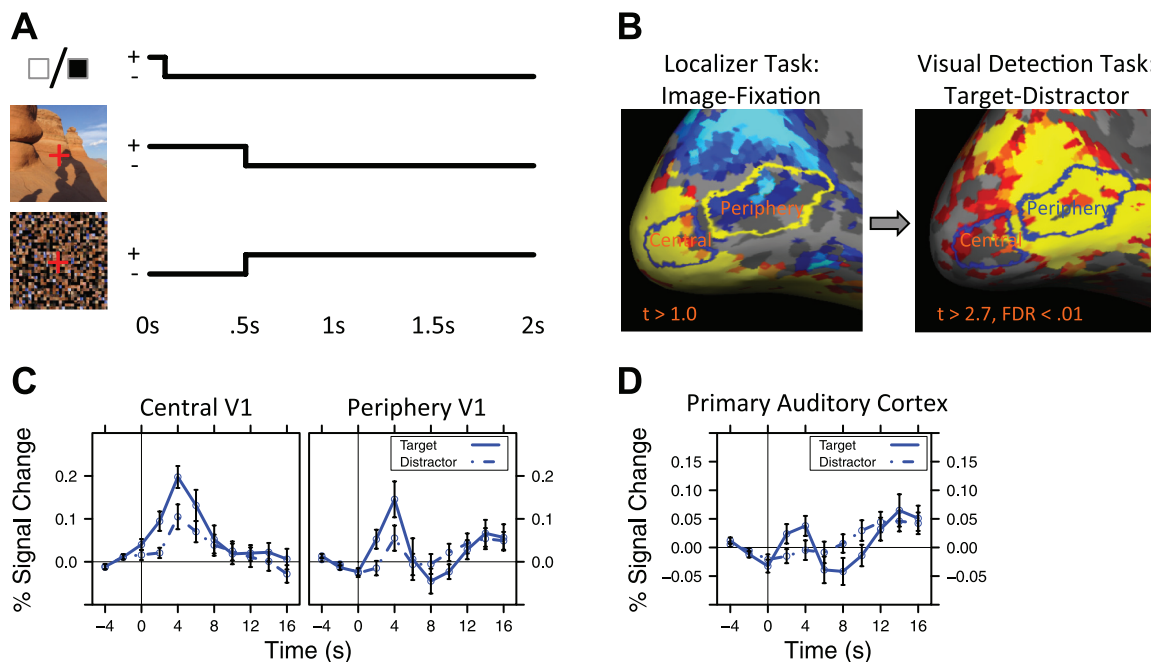 A
+
-
+
-
+
-
0s .5s 1s 1.5s 2s
B
Localizer Task:
Image-Fixation
Visual Detection Task:
Target-Distractor
Periphery
Central
t > 1.0
Periphery
Central
t > 2.7, FDR < .01
C
Central V1
Periphery V1
% Signal Change
0.2
0.1
0.0
Target
Distractor
0.2
0.1
0.0
−4 0 4 8 12 16
−4 0 4 8 12 16
Time (s)
D
Primary Auditory Cortex
% Signal Change
0.15
0.10
0.05
0.00
−0.05
Target
Distractor
0.15
0.10
0.05
0.00
−0.05
−4 0 4 8 12 16
Time (s)